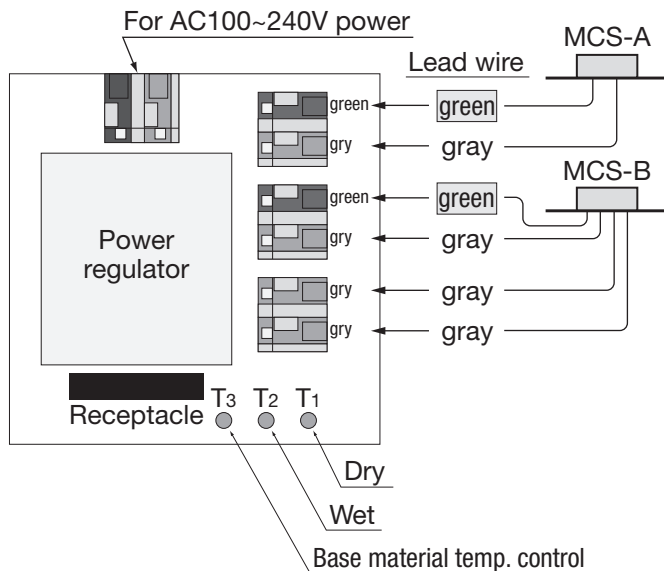 For AC100~240V power
Lead wire
MCS-A
green
green
gry
gray
MCS-B
green
green
gry
gray
gry
gray
gry
gray
Power
regulator
Receptacle
T3
T2
T1
Dry
Wet
Base material temp. control